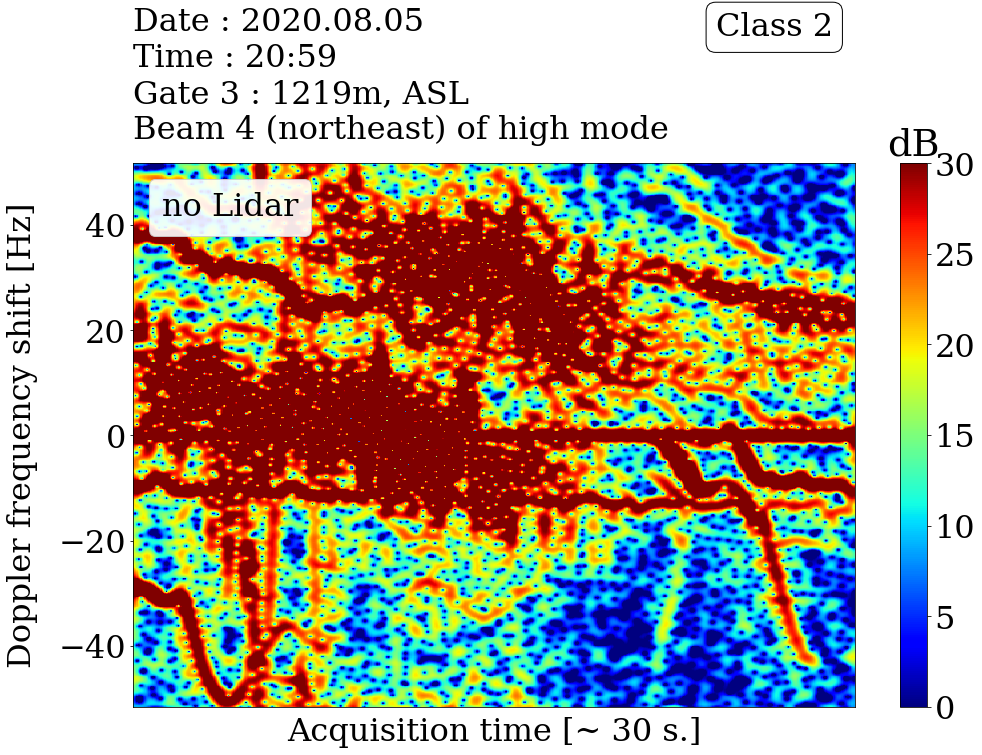 Date : 2020.08.05
Time : 20:59
Gate 3 : 1219m, ASL
Beam 4 (northeast) of high mode
Class 2
dB
no Lidar
Doppler frequency shift [Hz]
40
20
0
−20
−40
Acquisition time [~ 30 s.]
30
25
20
15
10
5
0